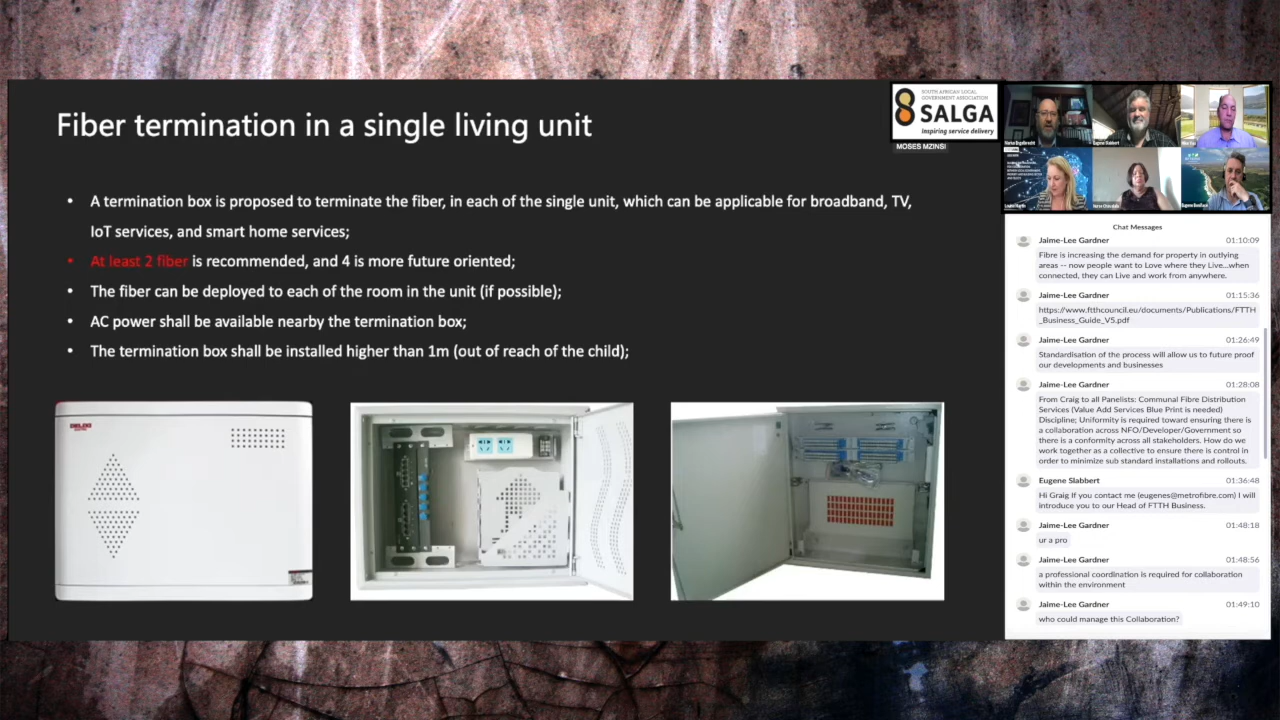 Fiber termination in a single living unit
• A termination box is proposed to terminate the fiber, in each of the single unit, which can be applicable for broadband, TV,
IoT services, and smart home services;
• At least 2 fiber is recommended, and 4 is more future oriented;
• The fiber can be deployed to each of the room in the unit (if possible);
• AC power shall be available nearby the termination box;
• The termination box shall be installed higher than 1m (out of reach of the child);
SOUTH AFRICAN LOCAL
GOVERNMENT ASSOCIATION
SALGA
Inspiring service delivery
MOSES MZINSI
Eugene Slabbert
Chat Messages
Jaime-Lee Gardner 01:10:09
Fibre is increasing the demand for property in outlying
areas -- now people want to Love where they Live...when
connected, they can Live and work from anywhere.
Jaime-Lee Gardner 01:15:36
https://www.ftthcouncil.eu/documents/Publications/FTTH
_Business_Guide_V5.pdf
Jaime-Lee Gardner 01:26:49
Standardisation of the process will allow us to future proof
our developments and businesses
Jaime-Lee Gardner 01:28:08
From Craig to all Panelists: Communal Fibre Distribution
Services (Value Add Services Blue Print is needed)
Discipline; Uniformity is required toward ensuring there is
a collaboration across NFO/Developer/Government so
there is a conformity across all stakeholders. How do we
work together as a collective to ensure there is control in
order to minimize sub standard installations and rollouts.
Eugene Slabbert 01:36:48
Hi Graig If you contact me (eugenes@metrofibre.com) I will
introduce you to our Head of FTTH Business.
Jaime-Lee Gardner 01:48:18
ur a pro
Jaime-Lee Gardner 01:48:56
a professional coordination is required for collaboration
within the environment
Jaime-Lee Gardner 01:49:10
who could manage this Collaboration?